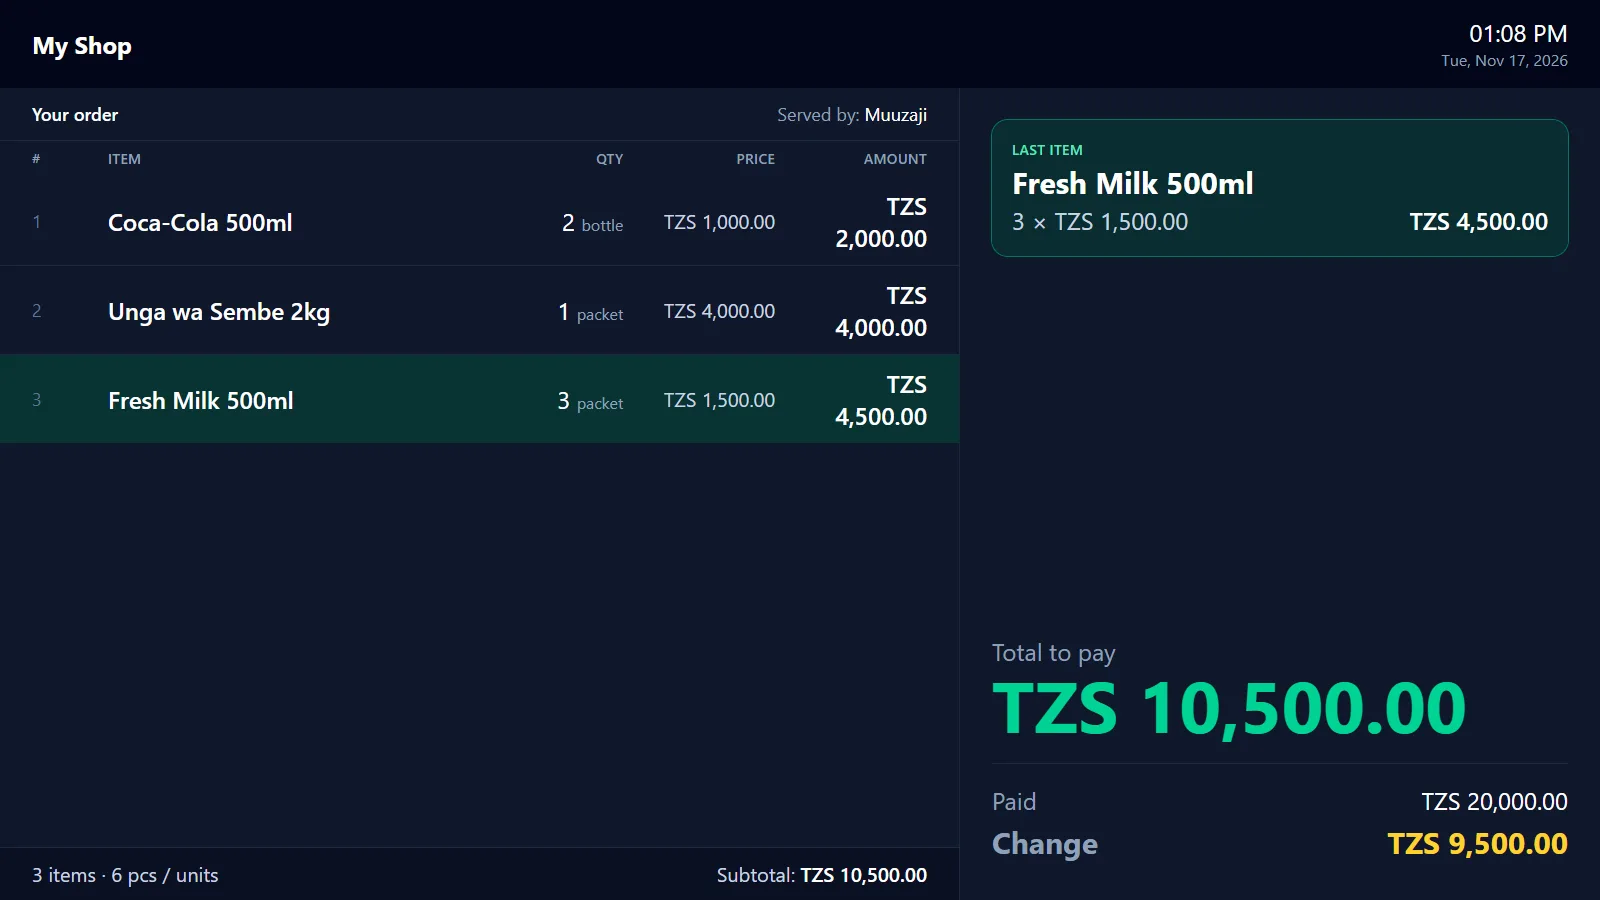 My Shop
01:08 PM
Tue, Nov 17, 2026
Your order
Served by: Muuzaji
# ITEM QTY PRICE AMOUNT
1 Coca-Cola 500ml 2 bottle TZS 1,000.00 TZS
2,000.00
2 Unga wa Sembe 2kg 1 packet TZS 4,000.00 TZS
4,000.00
3 Fresh Milk 500ml 3 packet TZS 1,500.00 TZS
4,500.00
3 items · 6 pcs / units
Subtotal: TZS 10,500.00
LAST ITEM
Fresh Milk 500ml
3 × TZS 1,500.00 TZS 4,500.00
Total to pay
TZS 10,500.00
Paid TZS 20,000.00
Change TZS 9,500.00